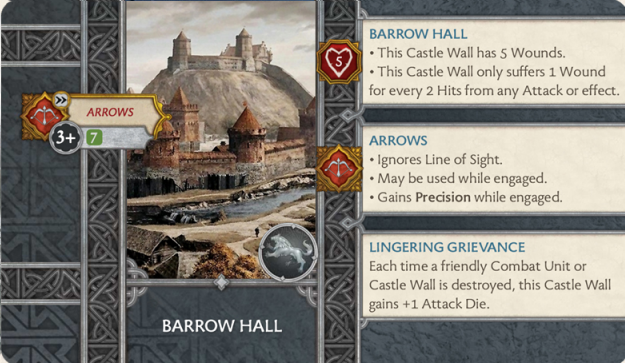 ARROWS
3+
7
BARROW HALL
5
BARROW HALL
• This Castle Wall has 5 Wounds.
• This Castle Wall only suffers 1 Wound
for every 2 Hits from any Attack or effect.
ARROWS
• Ignores Line of Sight.
• May be used while engaged.
• Gains Precision while engaged.
LINGERING GRIEVANCE
Each time a friendly Combat Unit or
Castle Wall is destroyed, this Castle Wall
gains +1 Attack Die.